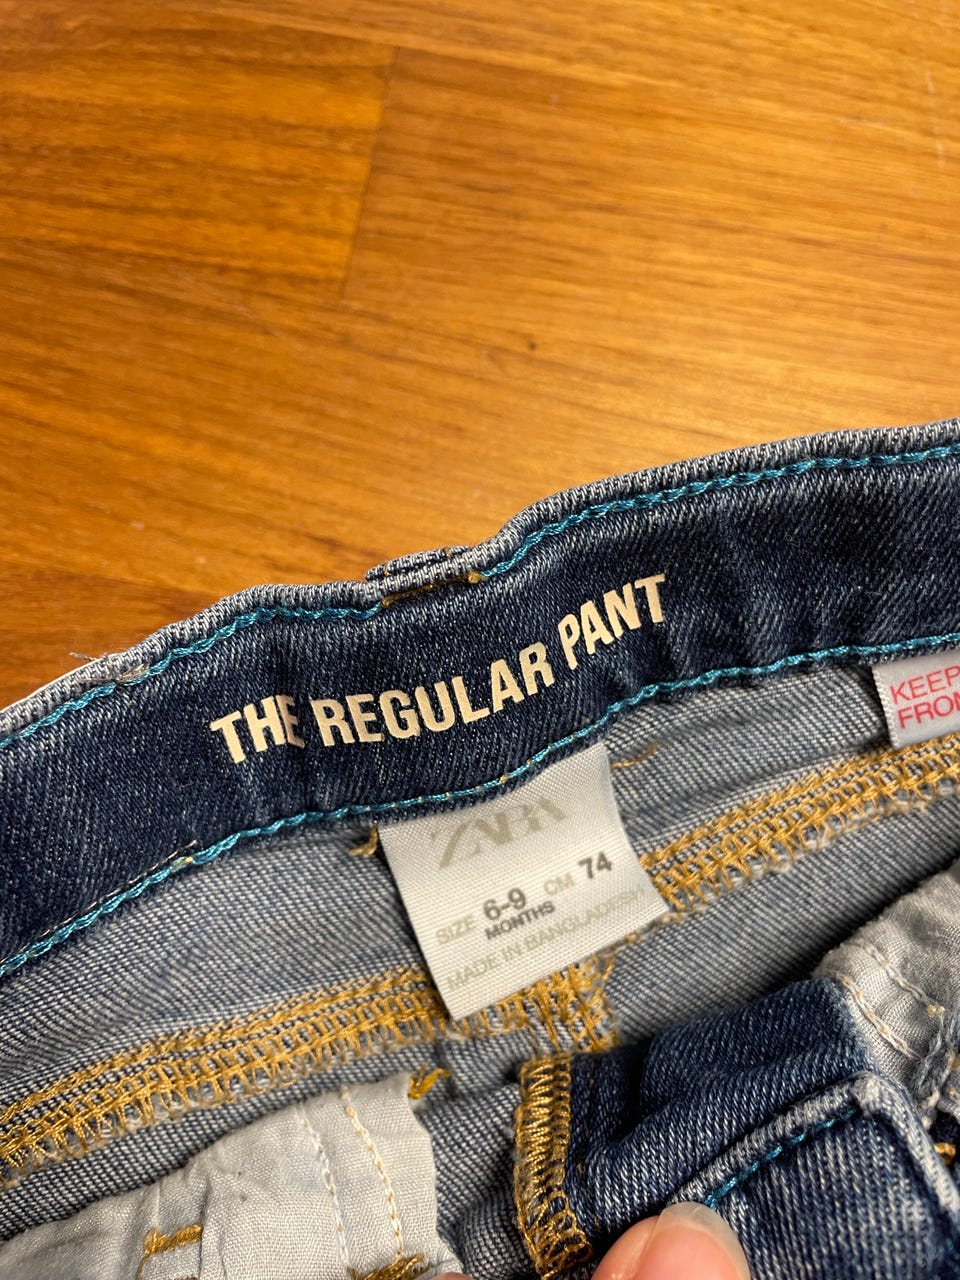 THE REGULAR PANT
ZARA
SIZE 6-9 CM 74
MONTHS
MADE IN BANGLADESH
KEEP
FROM